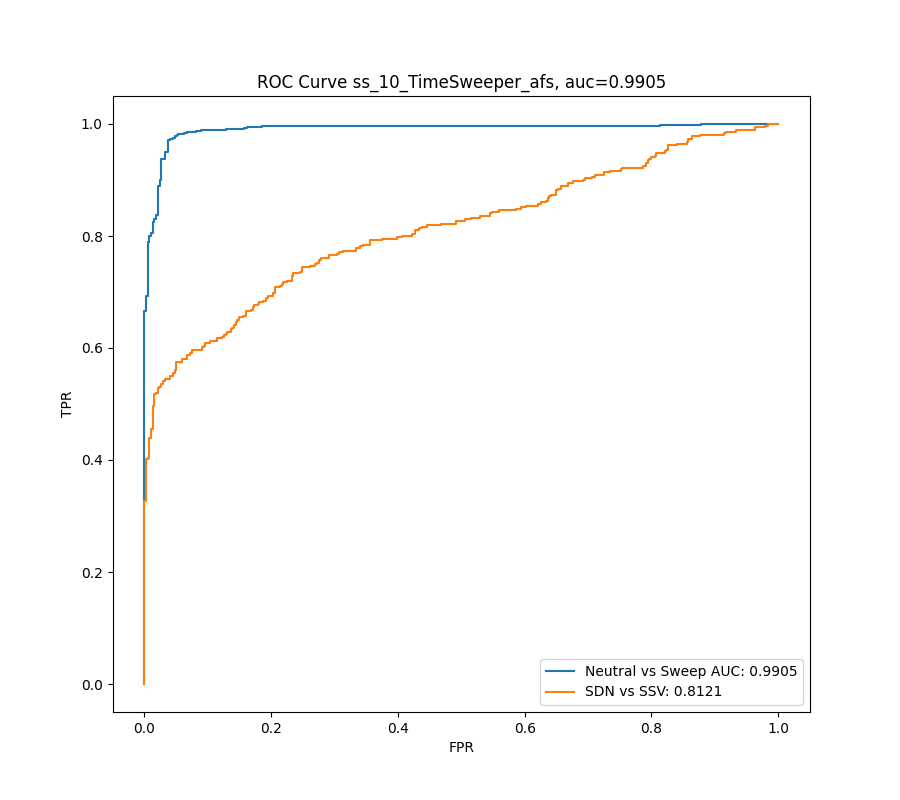 ROC Curve ss_10_TimeSweeper_afs, auc=0.9905
1.0
0.8
0.6
0.4
0.2
0.0
TPR
0.0 0.2 0.4 0.6 0.8 1.0
FPR
Neutral vs Sweep AUC: 0.9905
SDN vs SSV: 0.8121